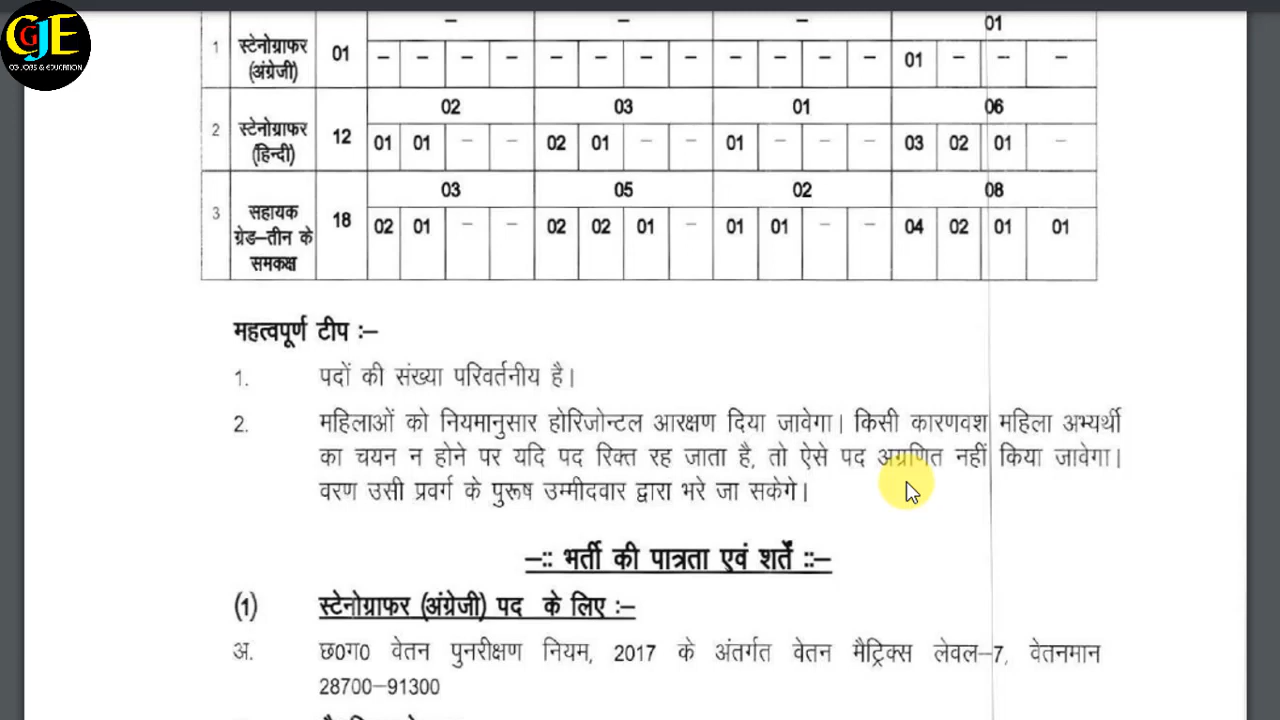 CGJE
CG JOBS & EDUCATION
– – – 01
1 स्टेनोग्राफर (अंग्रेजी) 01 – – – – – – – – – – – – 01 – – –
02 03 01 06
2 स्टेनोग्राफर (हिन्दी) 12 01 01 – – 02 01 – – 01 – – – 03 02 01 –
03 05 02 08
3 सहायक ग्रेड–तीन के समकक्ष 18 02 01 – – 02 02 01 – 01 01 – – 04 02 01 01
महत्वपूर्ण टीप :–
1. पदों की संख्या परिवर्तनीय है।
2. महिलाओं को नियमानुसार होरिजोन्टल आरक्षण दिया जावेगा। किसी कारणवश महिला अभ्यर्थी
का चयन न होने पर यदि पद रिक्त रह जाता है, तो ऐसे पद अग्रणित नहीं किया जावेगा।
वरण उसी प्रवर्ग के पुरूष उम्मीदवार द्वारा भरे जा सकेगे।
–:: भर्ती की पात्रता एवं शर्तें ::–
(1) स्टेनोग्राफर (अंग्रेजी) पद के लिए :–
अ. छ0ग0 वेतन पुनरीक्षण नियम, 2017 के अंतर्गत वेतन मैट्रिक्स लेवल–7, वेतनमान
28700–91300